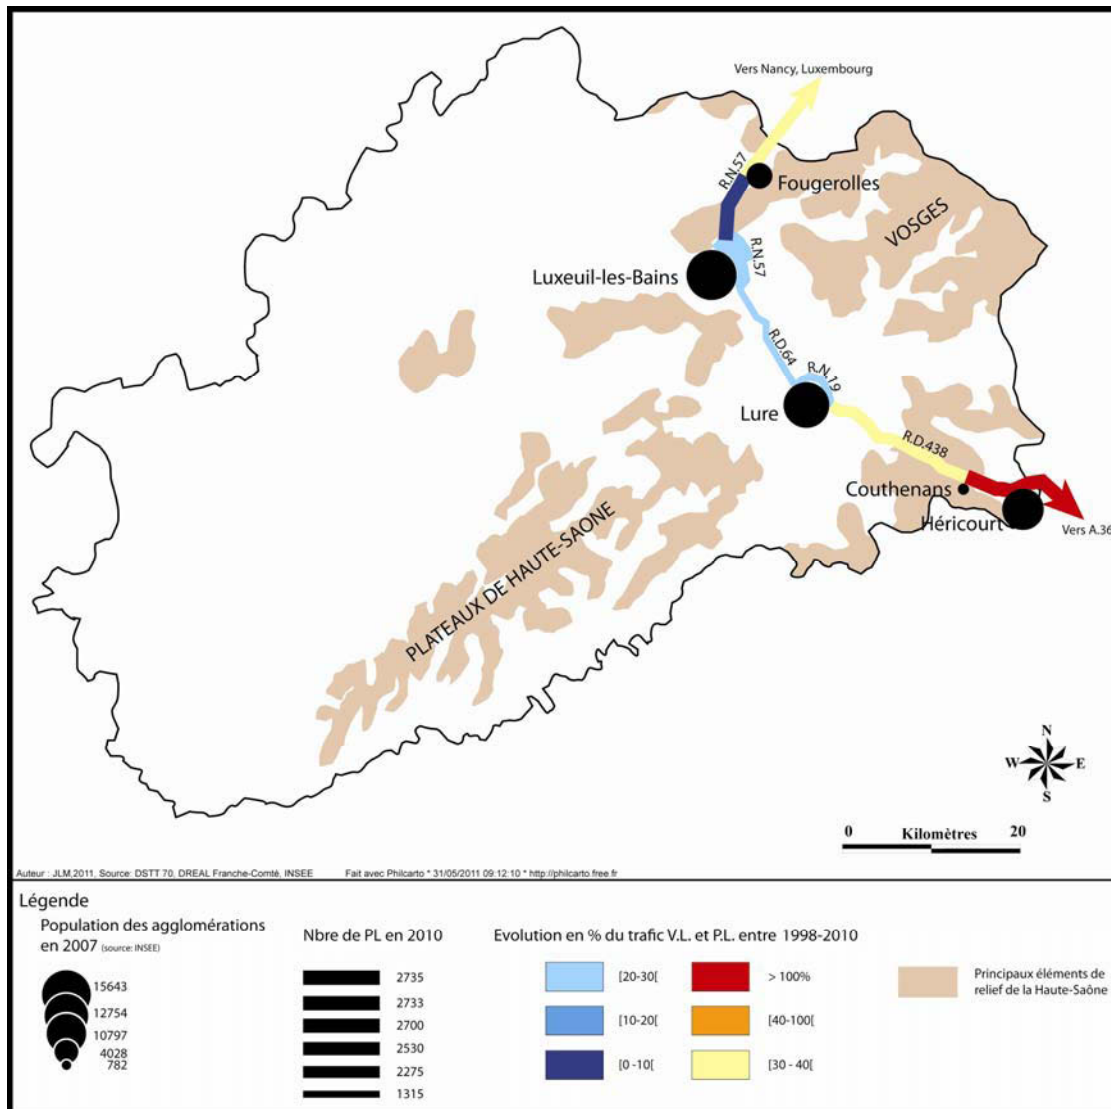 Vers Nancy, Luxembourg
R.N.57
Fougerolles
VOSGES
R.N.57
Luxeuil-les-Bains
R.D.64
R.N.19
Lure
R.D.438
Couthenans
Héricourt
Vers A.36
PLATEAUX DE HAUTE-SAONE
N
W
E
S
0 Kilomètres 20
Auteur : JLM,2011, Source: DSTT 70, DREAL Franche-Comté, INSEE Fait avec Philcarto * 31/05/2011 09:12:10 * http://philcarto.free.fr
Légende
Population des agglomérations
en 2007 (source: INSEE)
15643
12754
10797
4028
782
Nbre de PL en 2010
2735
2733
2700
2530
2275
1315
Evolution en % du trafic V.L. et P.L. entre 1998-2010
[20-30[
> 100%
[10-20[
[40-100[
[0 -10[
[30 - 40[
Principaux éléments de
relief de la Haute-Saône